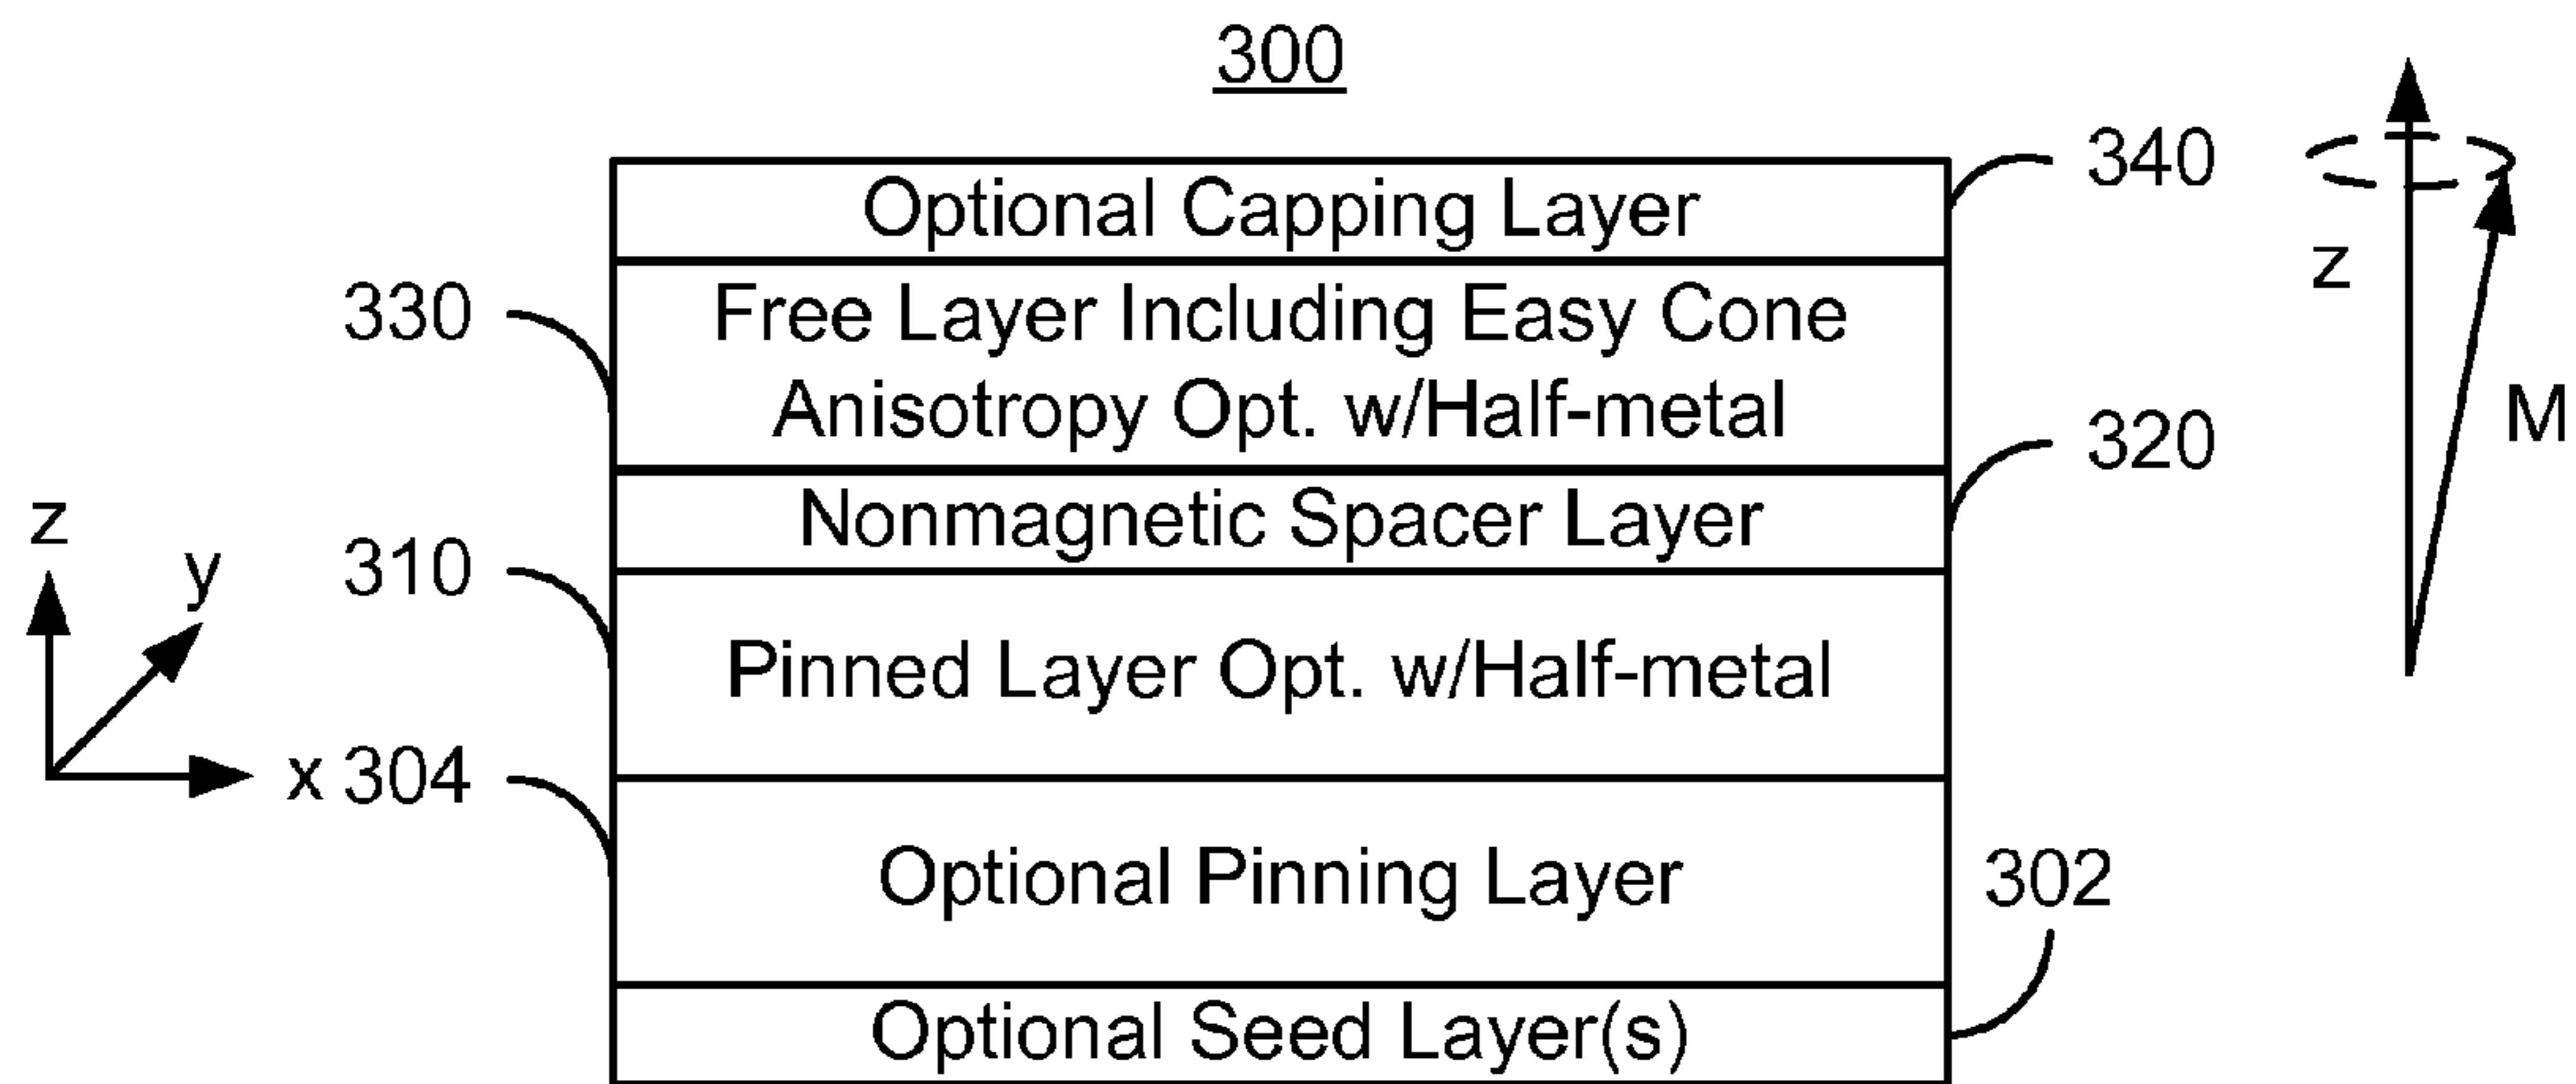 300
340
Optional Capping Layer
330
Free Layer Including Easy Cone
Anisotropy Opt. w/Half-metal
z
M
320
Nonmagnetic Spacer Layer
z
y
x
310
Pinned Layer Opt. w/Half-metal
304
Optional Pinning Layer
302
Optional Seed Layer(s)